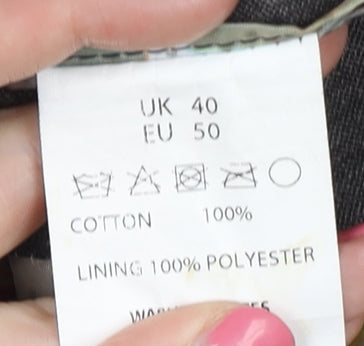 UK 40
EU 50
COTTON 100%
LINING 100% POLYESTER